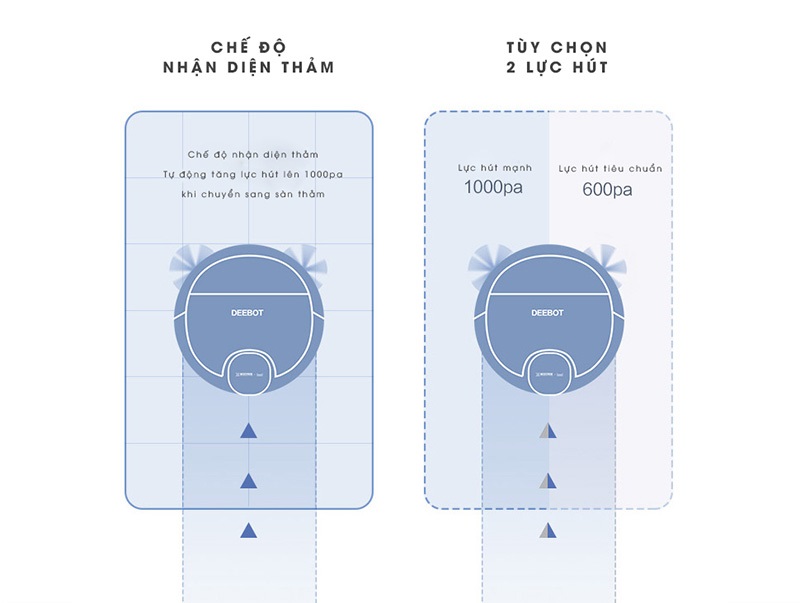 CHẾ ĐỘ
NHẬN DIỆN THẢM
Chế độ nhận diện thảm
Tự động tăng lực hút lên 1000pa
khi chuyển sang sàn thảm
DEEBOT
TÙY CHỌN
2 LỰC HÚT
Lực hút mạnh
1000pa
Lực hút tiêu chuẩn
600pa
DEEBOT